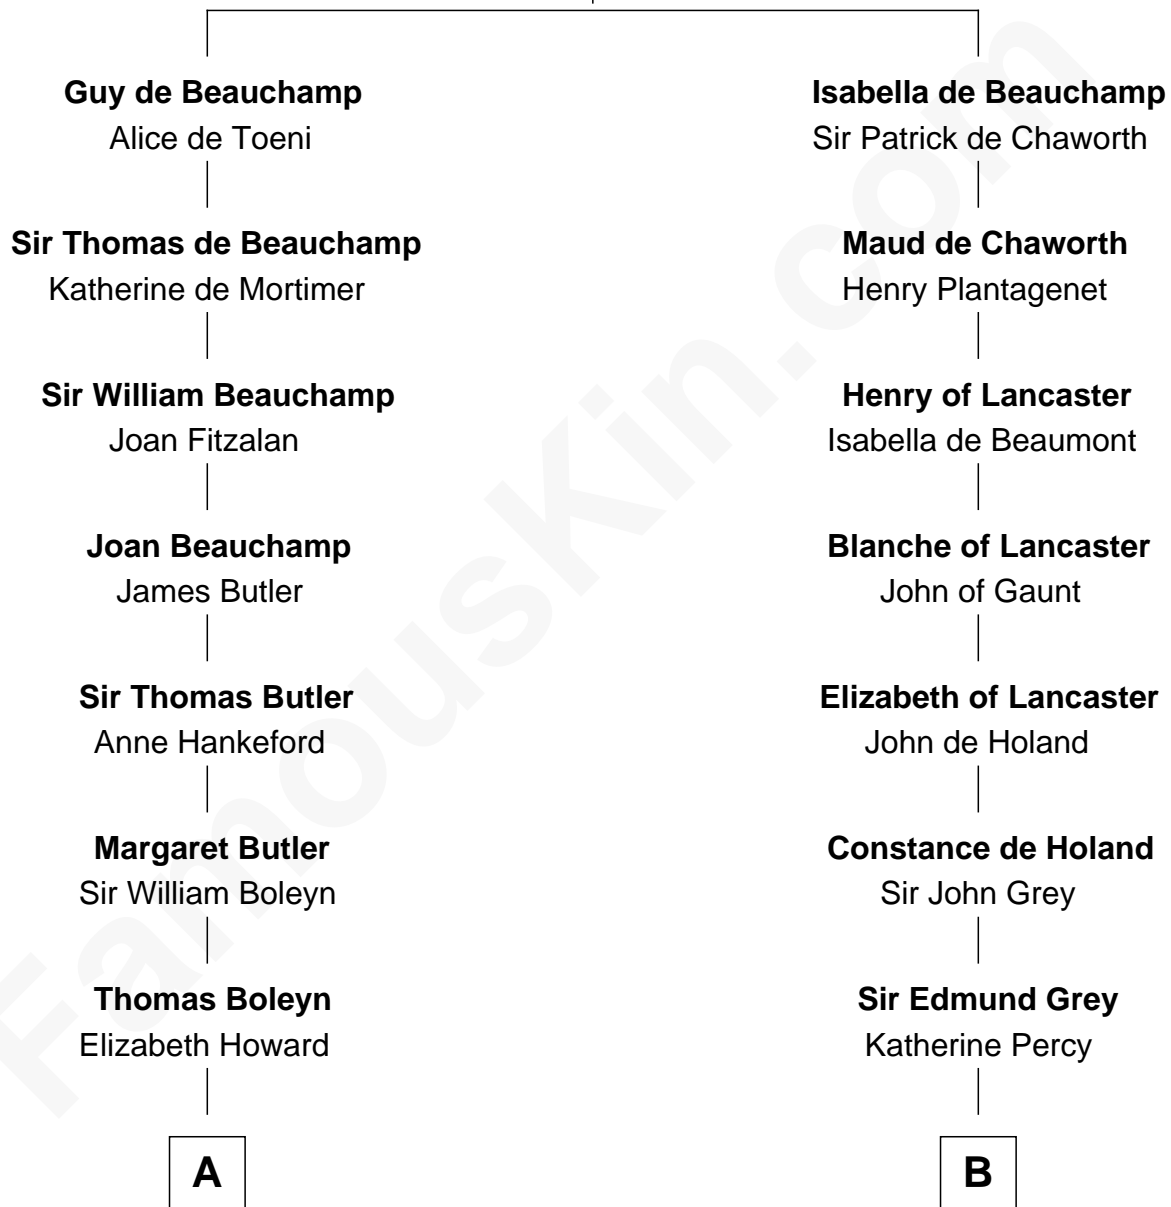 Guy de Beauchamp
Alice de Toeni
Isabella de Beauchamp
Sir Patrick de Chaworth
Sir Thomas de Beauchamp
Katherine de Mortimer
Maud de Chaworth
Henry Plantagenet
Sir William Beauchamp
Joan Fitzalan
Henry of Lancaster
Isabella de Beaumont
Joan Beauchamp
James Butler
Blanche of Lancaster
John of Gaunt
Sir Thomas Butler
Anne Hankeford
Elizabeth of Lancaster
John de Holand
Margaret Butler
Sir William Boleyn
Constance de Holand
Sir John Grey
Thomas Boleyn
Elizabeth Howard
Sir Edmund Grey
Katherine Percy
A
B
FamousKin.com